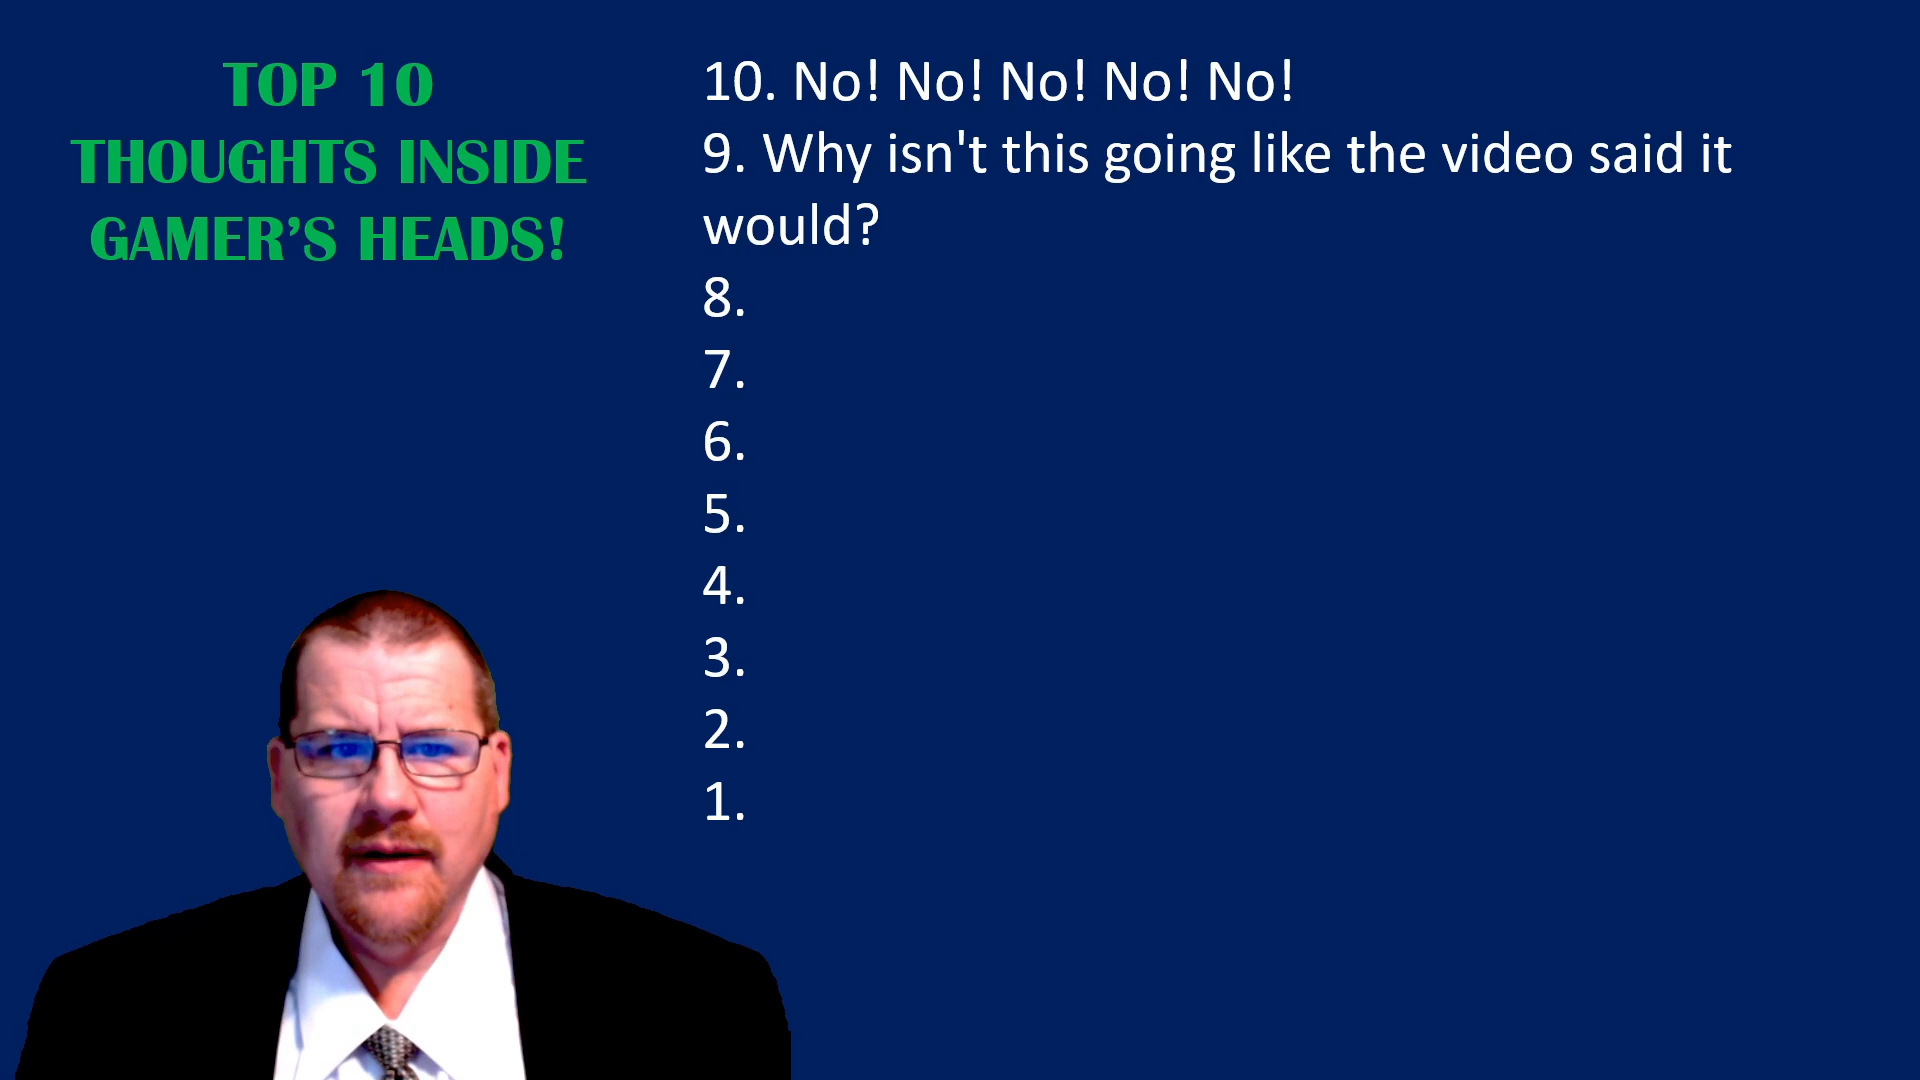 TOP 10
THOUGHTS INSIDE
GAMER’S HEADS!
10. No! No! No! No! No!
9. Why isn't this going like the video said it
would?
8.
7.
6.
5.
4.
3.
2.
1.